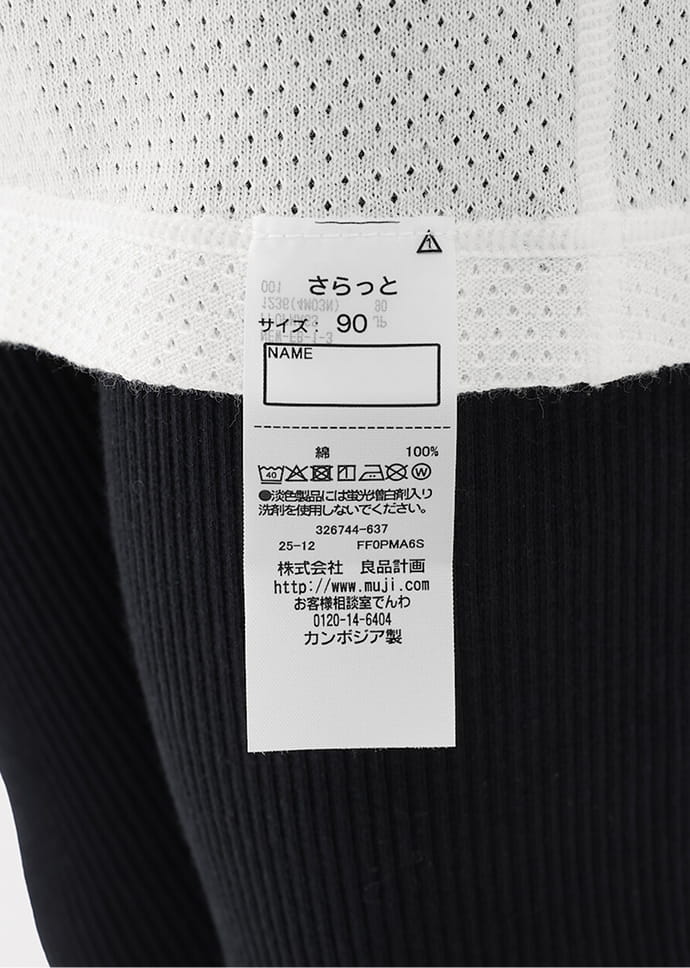 1
さらっと
サイズ： 90
NAME
綿 100%
40
●淡色製品には蛍光増白剤入り
洗剤を使用しないでください。
326744-637
25-12 FF0PMA6S
株式会社 良品計画
http://www.muji.com
お客様相談室でんわ
0120-14-6404
カンボジア製